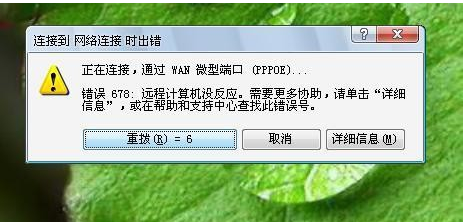 连接到 网络连接 时出错
正在连接，通过 WAN 微型端口 (PPPOE)...
错误 678: 远程计算机没反应。需要更多协助，请单击“详细
信息”，或在帮助和支持中心查找此错误号。
重拨(R) = 6
取消
详细信息(M)